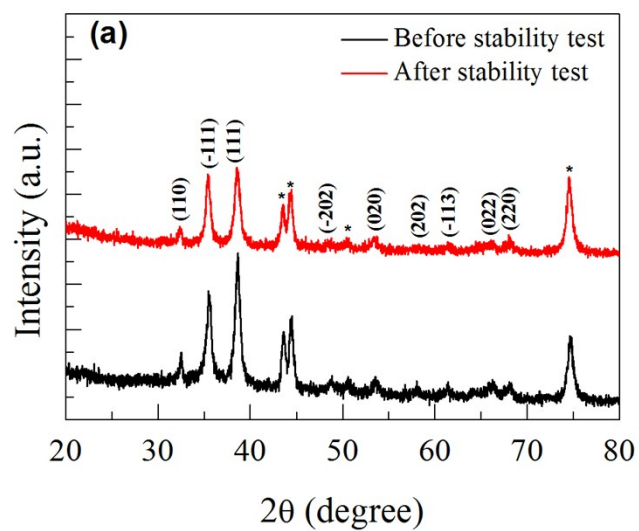 (a)
Before stability test
After stability test
Intensity (a.u.)
(110)
(-111)
(111)
*
*
(-202)
*
(020)
(202)
(-113)
(022)
(220)
*
20 30 40 50 60 70 80
2θ (degree)